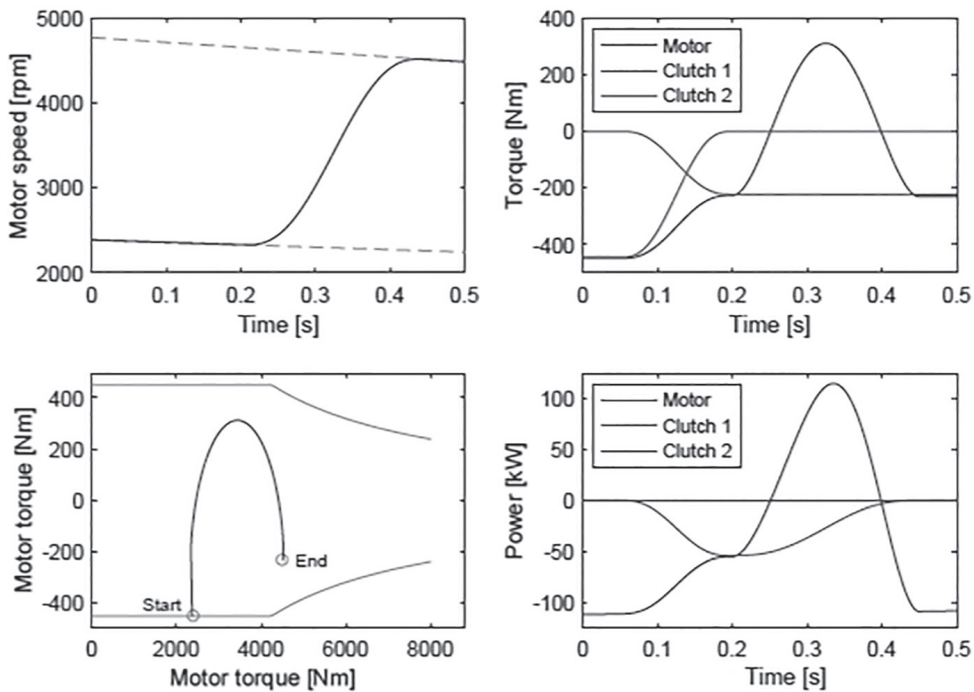 5000
4000
3000
2000
Motor speed [rpm]
0 0.1 0.2 0.3 0.4 0.5
Time [s]
400
200
0
-200
-400
Torque [Nm]
Motor
Clutch 1
Clutch 2
0 0.1 0.2 0.3 0.4 0.5
Time [s]
400
200
0
-200
-400
Motor torque [Nm]
Start
End
0 2000 4000 6000 8000
Motor torque [Nm]
100
50
0
-50
-100
Power [kW]
Motor
Clutch 1
Clutch 2
0 0.1 0.2 0.3 0.4 0.5
Time [s]